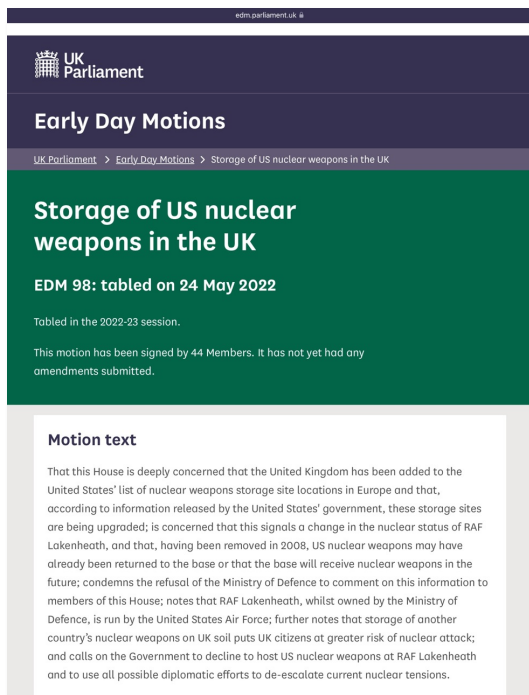 edm.parliament.uk
UK
Parliament
Early Day Motions
UK Parliament > Early Day Motions > Storage of US nuclear weapons in the UK
Storage of US nuclear
weapons in the UK
EDM 98: tabled on 24 May 2022
Tabled in the 2022-23 session.
This motion has been signed by 44 Members. It has not yet had any
amendments submitted.
Motion text
That this House is deeply concerned that the United Kingdom has been added to the
United States' list of nuclear weapons storage site locations in Europe and that,
according to information released by the United States' government, these storage sites
are being upgraded; is concerned that this signals a change in the nuclear status of RAF
Lakenheath, and that, having been removed in 2008, US nuclear weapons may have
already been returned to the base or that the base will receive nuclear weapons in the
future; condemns the refusal of the Ministry of Defence to comment on this information to
members of this House; notes that RAF Lakenheath, whilst owned by the Ministry of
Defence, is run by the United States Air Force; further notes that storage of another
country's nuclear weapons on UK soil puts UK citizens at greater risk of nuclear attack;
and calls on the Government to decline to host US nuclear weapons at RAF Lakenheath
and to use all possible diplomatic efforts to de-escalate current nuclear tensions.